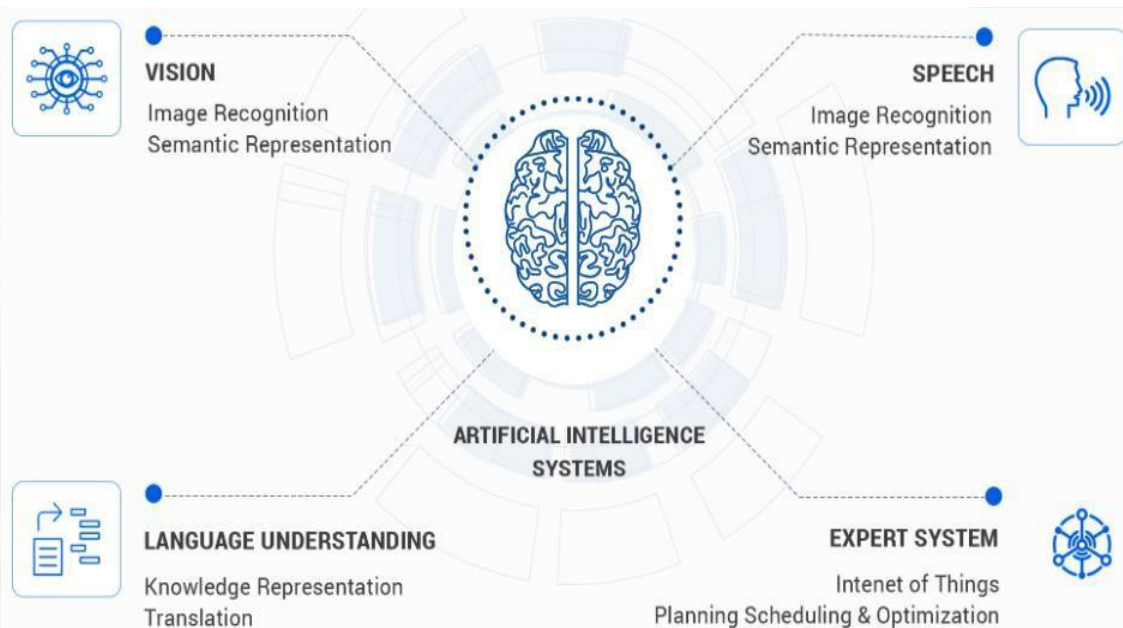 VISION
Image Recognition
Semantic Representation
SPEECH
Image Recognition
Semantic Representation
ARTIFICIAL INTELLIGENCE
SYSTEMS
LANGUAGE UNDERSTANDING
Knowledge Representation
Translation
EXPERT SYSTEM
Intenet of Things
Planning Scheduling & Optimization